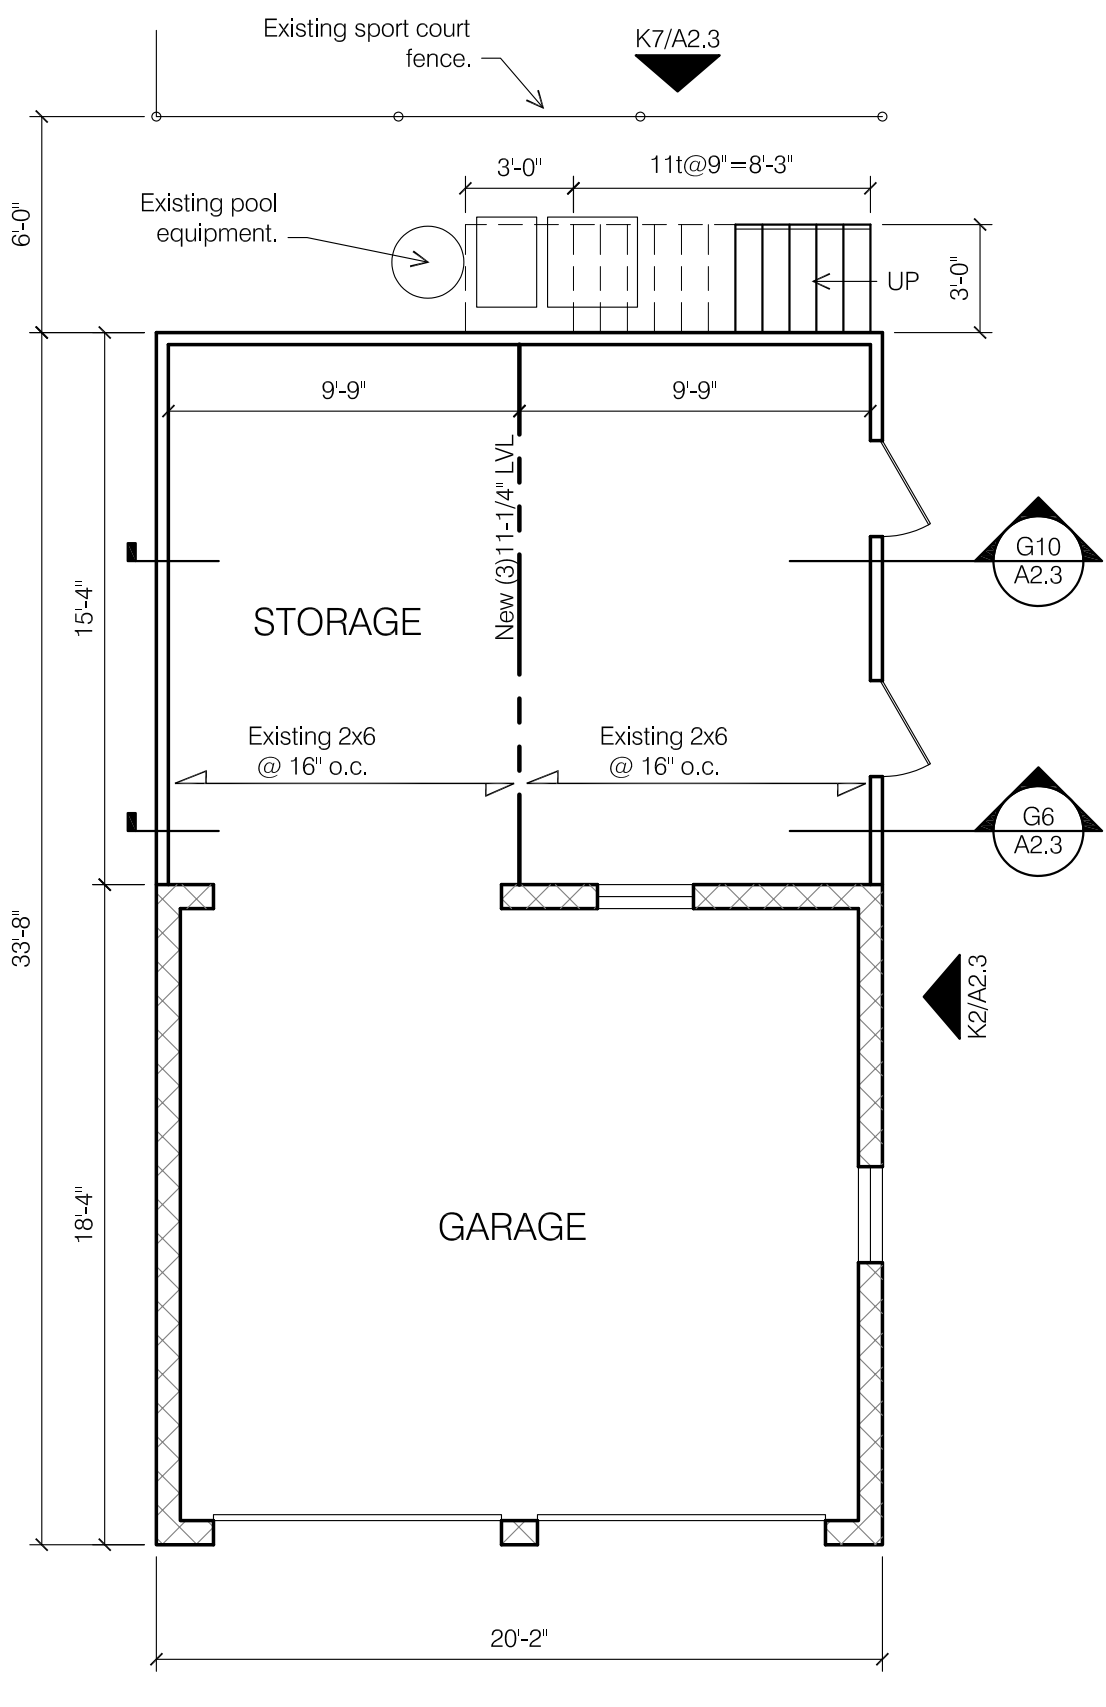 Existing sport court
fence.
K7/A2.3
3'-0"
11t@9"=8'-3"
Existing pool
equipment.
6'-0"
UP
3'-0"
9'-9"
9'-9"
New (3)11-1/4" LVL
G10
A2.3
15'-4"
STORAGE
Existing 2x6
@ 16" o.c.
Existing 2x6
@ 16" o.c.
G6
A2.3
33'-8"
K2/A2.3
18'-4"
GARAGE
20'-2"